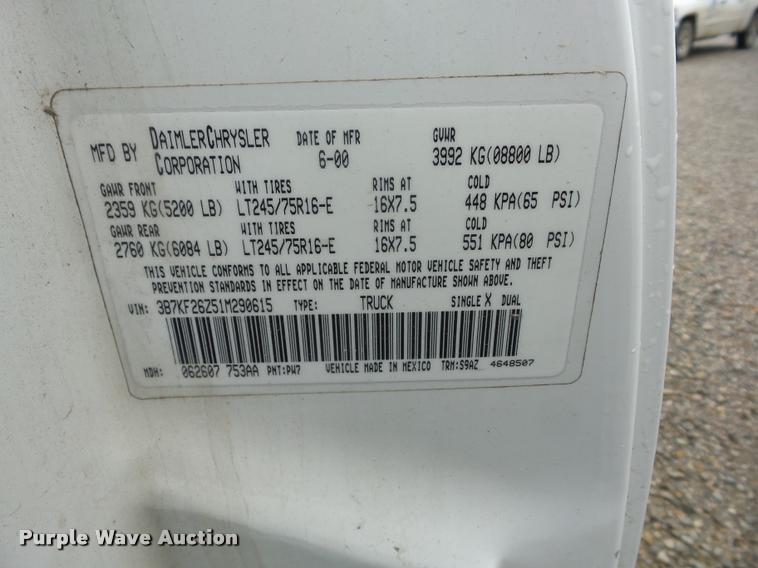 MFD BY DAIMLERCHRYSLER CORPORATION DATE OF MFR 6-00 GVWR 3992 KG(08800 LB)
GAWR FRONT WITH TIRES RIMS AT COLD
2359 KG(5200 LB) LT245/75R16-E 16X7.5 448 KPA(65 PSI)
GAWR REAR WITH TIRES RIMS AT COLD
2760 KG(6084 LB) LT245/75R16-E 16X7.5 551 KPA(80 PSI)
THIS VEHICLE CONFORMS TO ALL APPLICABLE FEDERAL MOTOR VEHICLE SAFETY AND THEFT
PREVENTION STANDARDS IN EFFECT ON THE DATE OF MANUFACTURE SHOWN ABOVE.
VIN: 3B7KF26Z51M290615 TYPE: TRUCK SINGLE X DUAL
MDH: 062607 753AA PNT:PW7 VEHICLE MADE IN MEXICO TRM:S9AZ 4648507
Purple Wave Auction